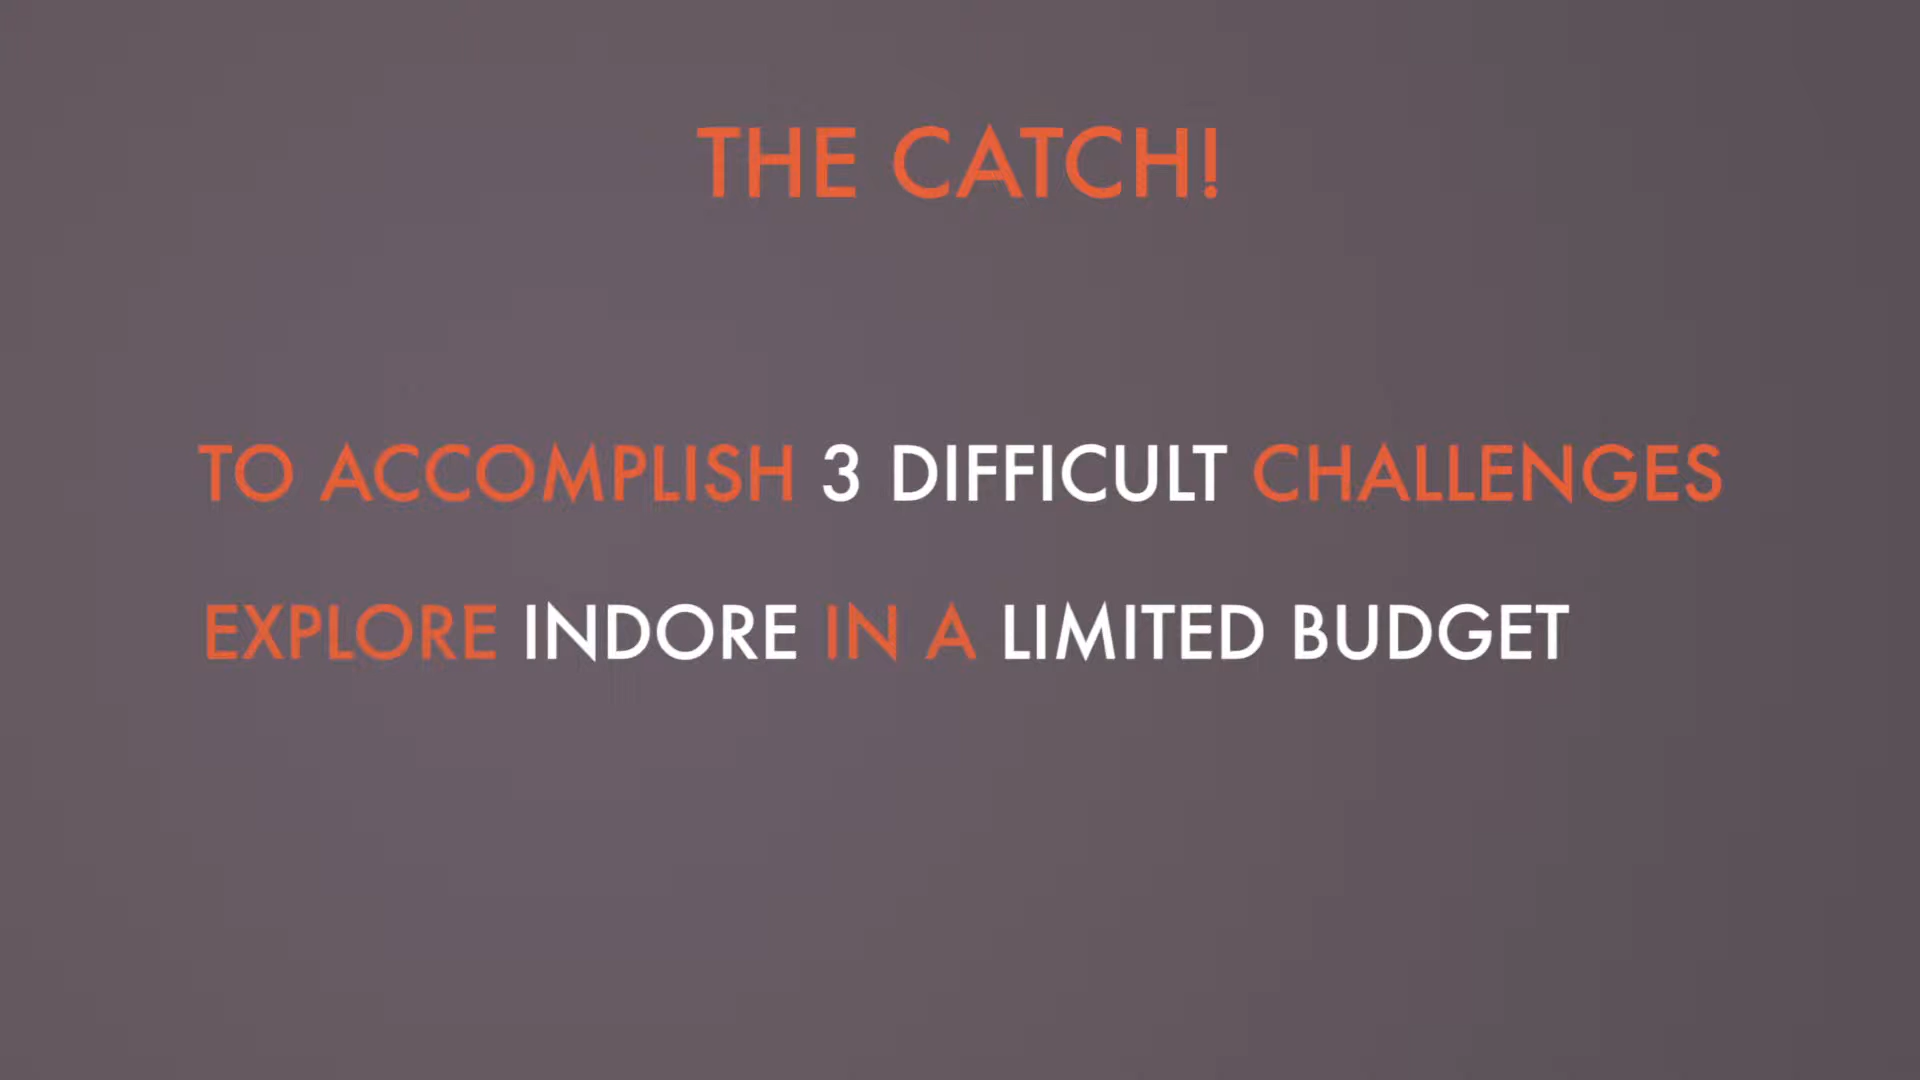 THE CATCH!
TO ACCOMPLISH 3 DIFFICULT CHALLENGES
EXPLORE INDORE IN A LIMITED BUDGET